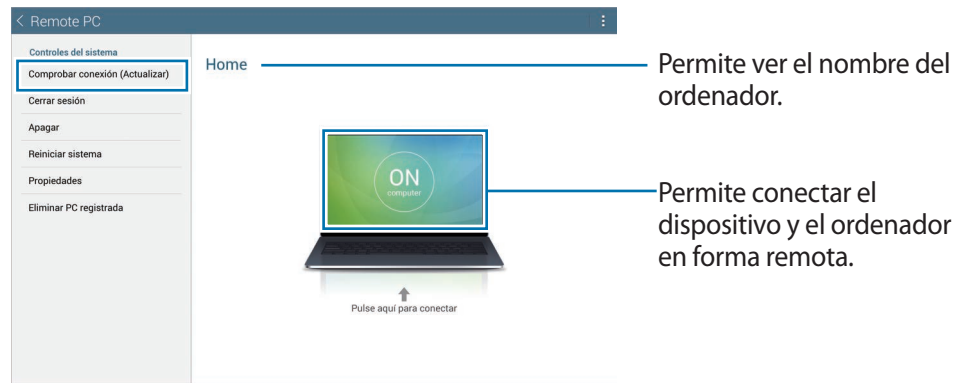 Remote PC
Controles del sistema
Comprobar conexión (Actualizar)
Cerrar sesión
Apagar
Reiniciar sistema
Propiedades
Eliminar PC registrada
Home
ON
computer
Pulse aquí para conectar
Permite ver el nombre del
ordenador.
Permite conectar el
dispositivo y el ordenador
en forma remota.